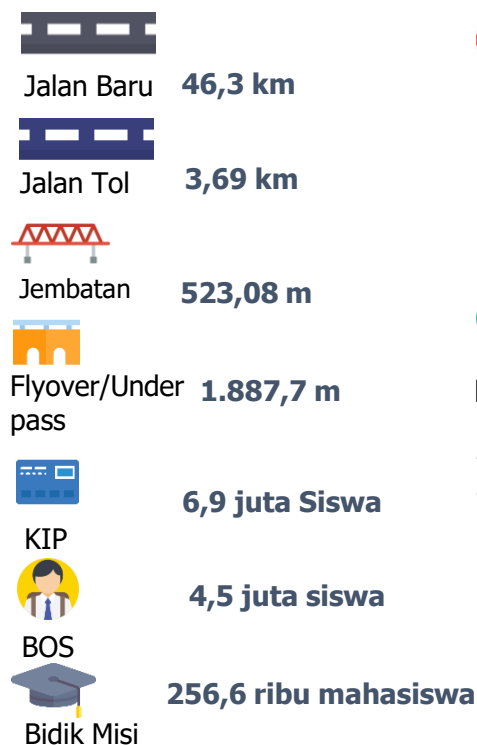 Jalan Baru 46,3 km
Jalan Tol 3,69 km
Jembatan 523,08 m
Flyover/Under 1.887,7 m
pass
6,9 juta Siswa
KIP
4,5 juta siswa
BOS
256,6 ribu mahasiswa
Bidik Misi